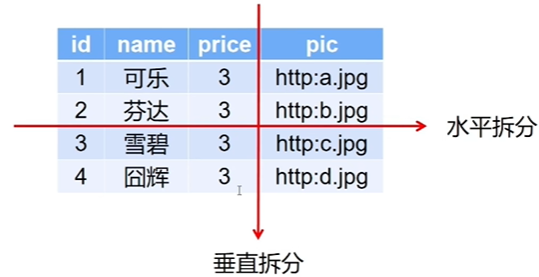 id name price pic
1 可乐 3 http:a.jpg
2 芬达 3 http:b.jpg
3 雪碧 3 http:c.jpg
4 囧辉 3 http:d.jpg
水平拆分
垂直拆分